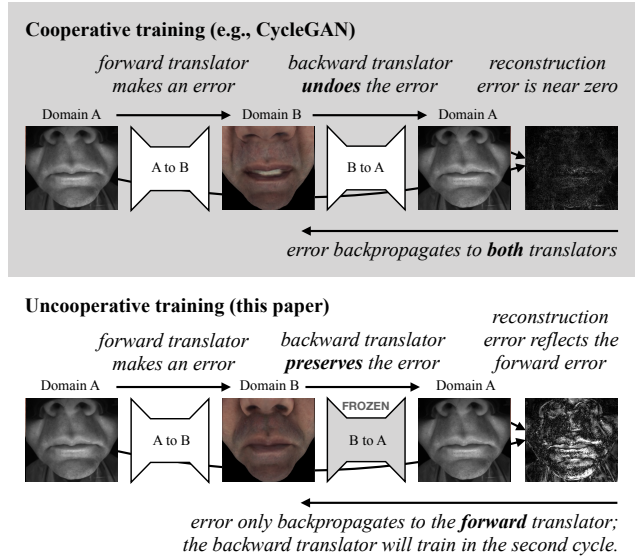 Cooperative training (e.g., CycleGAN)
forward translator
makes an error
backward translator
undoes the error
reconstruction
error is near zero
Domain A
Domain B
Domain A
A to B
B to A
error backpropagates to both translators
Uncooperative training (this paper)
forward translator
makes an error
backward translator
preserves the error
reconstruction
error reflects the
forward error
Domain A
Domain B
Domain A
FROZEN
A to B
B to A
error only backpropagates to the forward translator;
the backward translator will train in the second cycle.